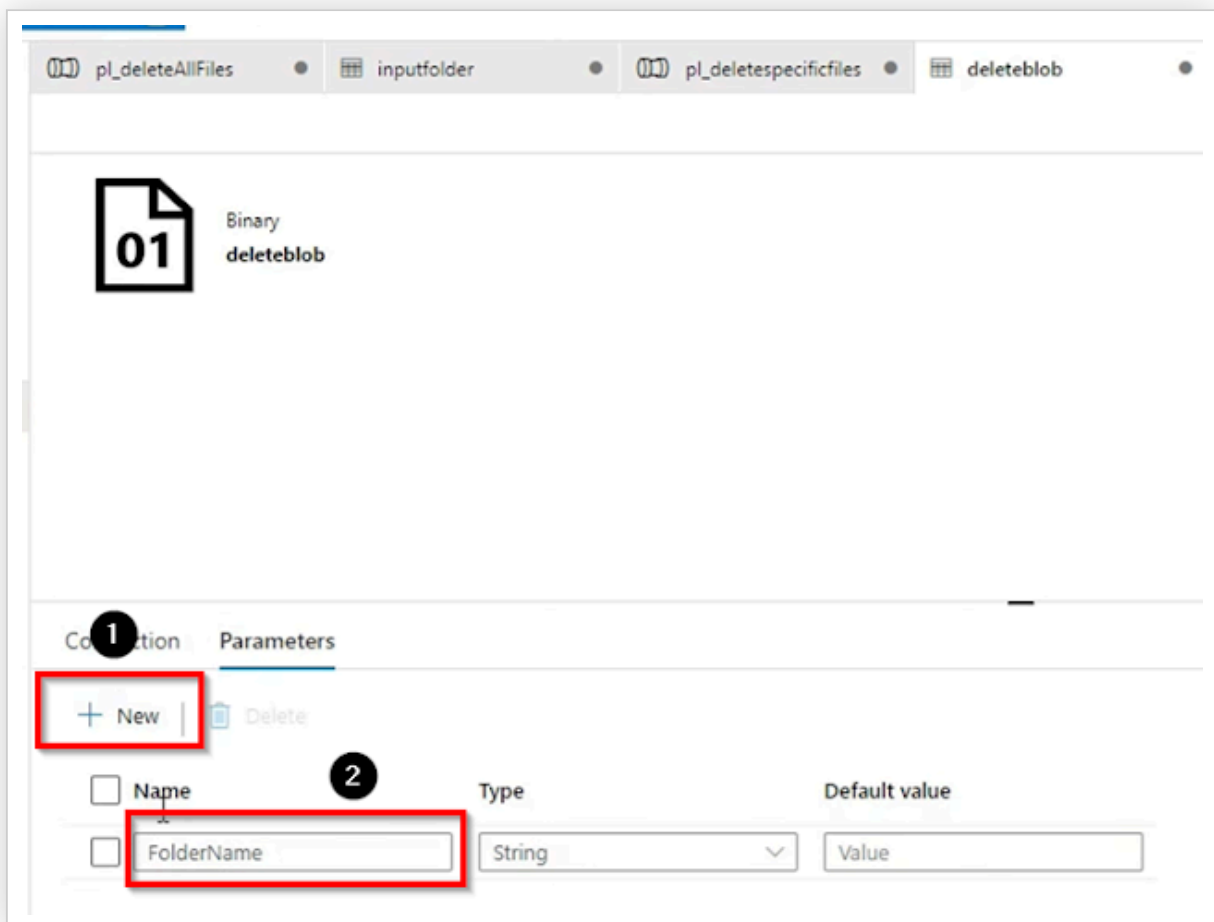 pl_deleteAllFiles inputfolder pl_deletespecificfiles deleteblob
01
Binary
deleteblob
1
Parameters
+ New | Delete
2
Name Type Default value
FolderName String Value